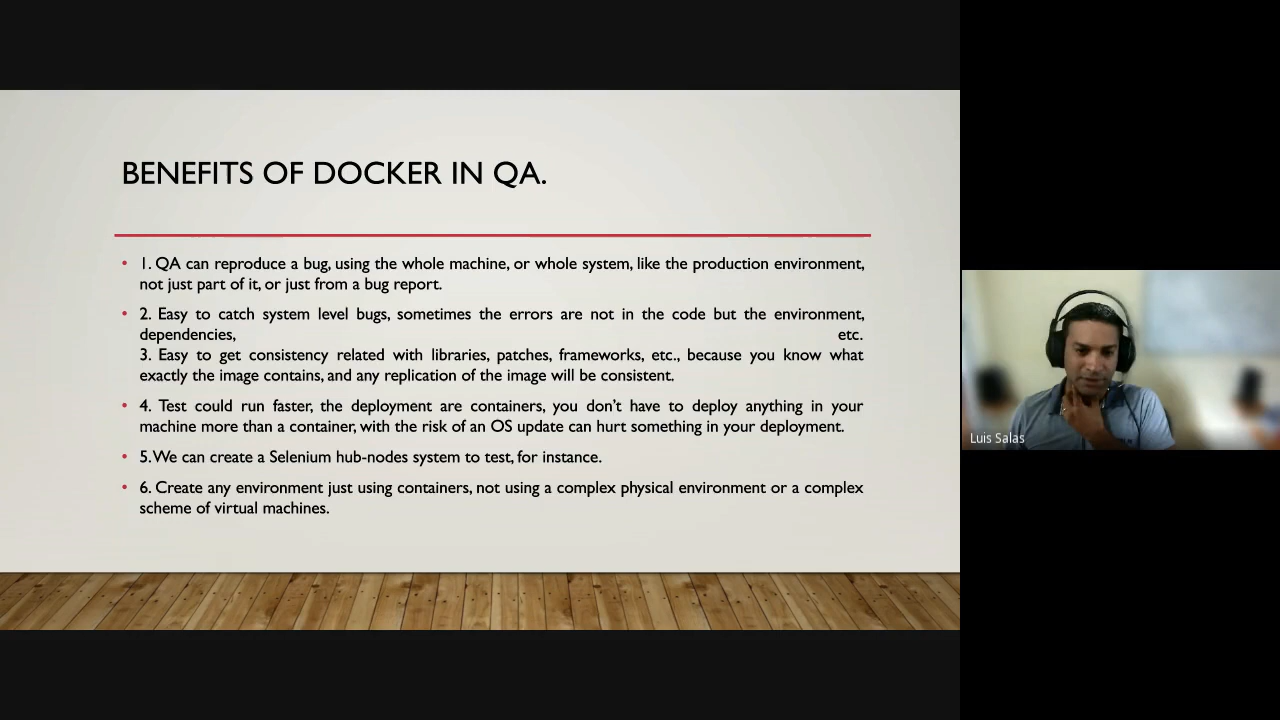 BENEFITS OF DOCKER IN QA.
• 1. QA can reproduce a bug, using the whole machine, or whole system, like the production environment,
not just part of it, or just from a bug report.
• 2. Easy to catch system level bugs, sometimes the errors are not in the code but the environment,
dependencies, etc.
3. Easy to get consistency related with libraries, patches, frameworks, etc., because you know what
exactly the image contains, and any replication of the image will be consistent.
• 4. Test could run faster, the deployment are containers, you don't have to deploy anything in your
machine more than a container, with the risk of an OS update can hurt something in your deployment.
• 5. We can create a Selenium hub-nodes system to test, for instance.
• 6. Create any environment just using containers, not using a complex physical environment or a complex
scheme of virtual machines.
Luis Salas